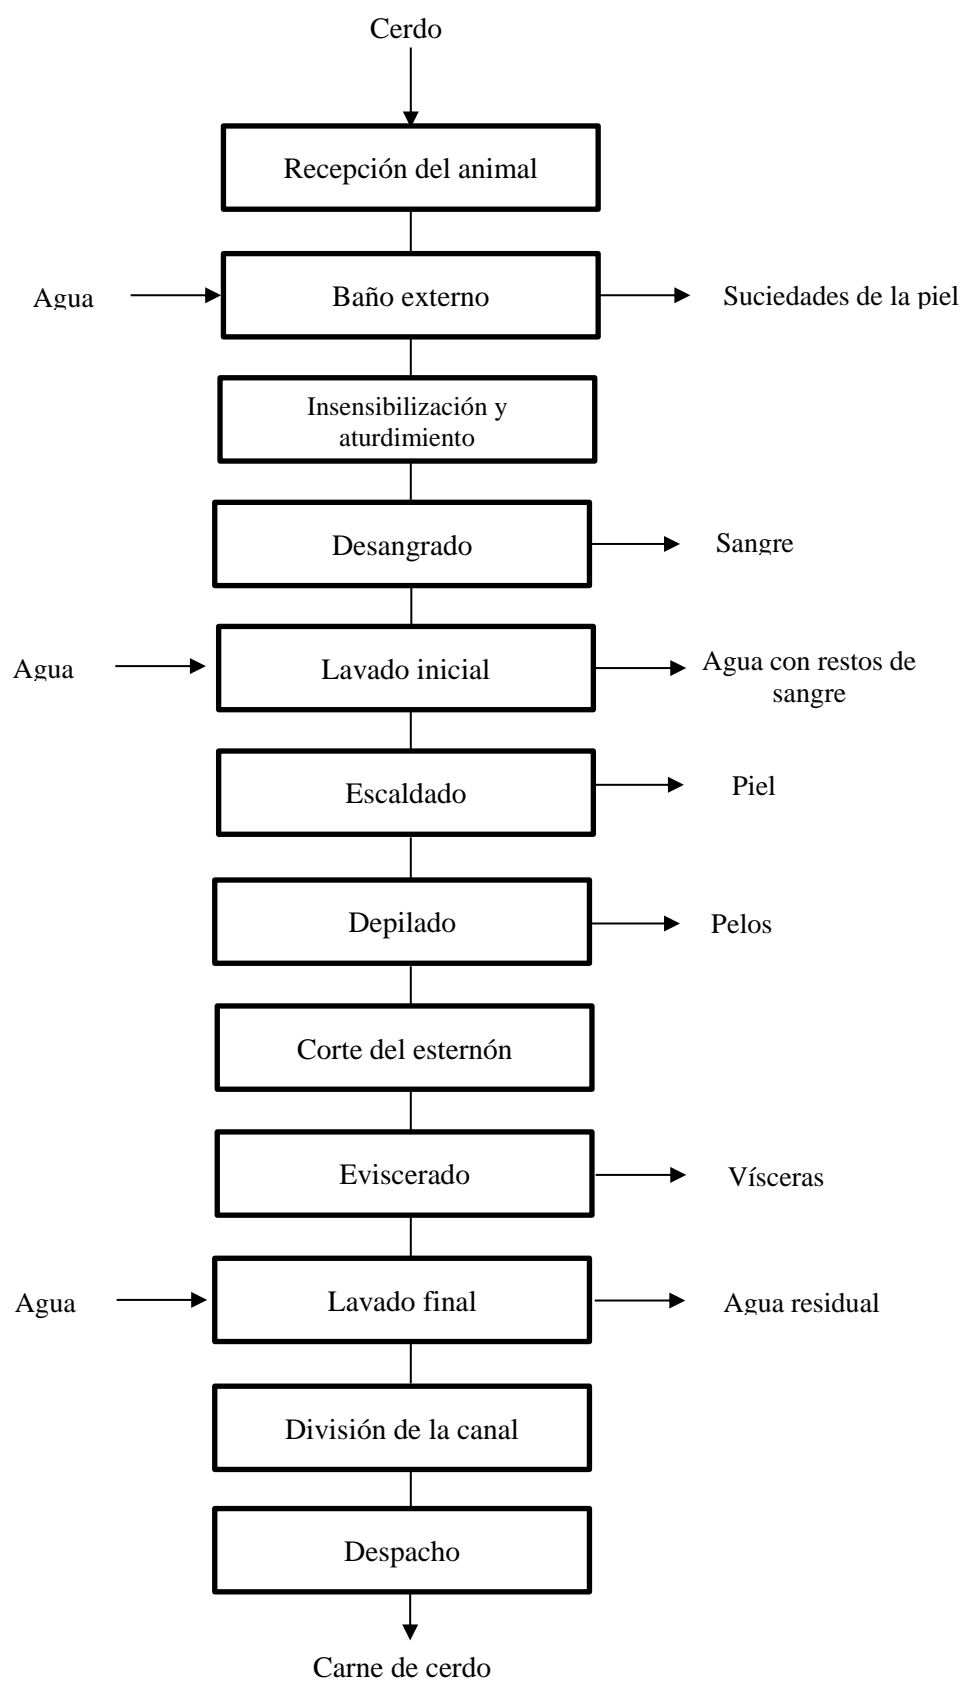 Cerdo
Recepción del animal
Agua
Baño externo
Suciedades de la piel
Insensibilización y
aturdimiento
Desangrado
Sangre
Agua
Lavado inicial
Agua con restos de
sangre
Escaldado
Piel
Depilado
Pelos
Corte del esternón
Eviscerado
Vísceras
Agua
Lavado final
Agua residual
División de la canal
Despacho
Carne de cerdo